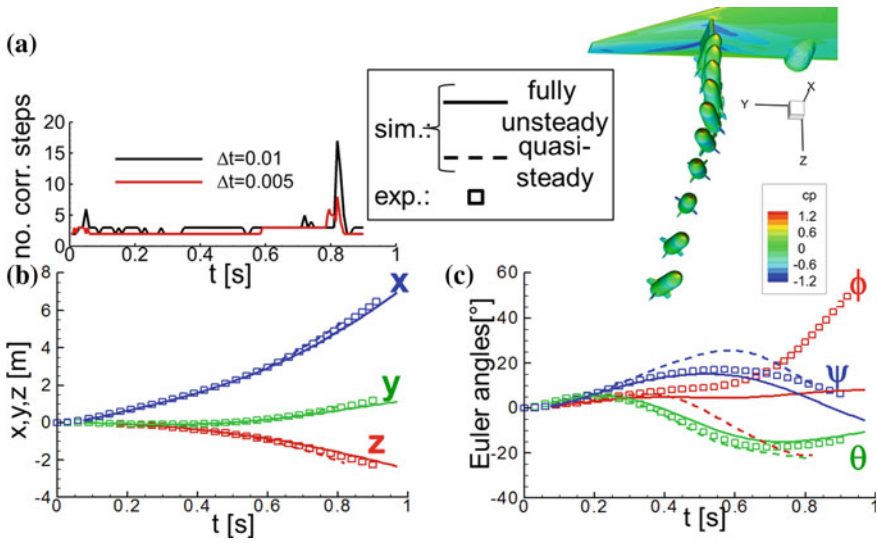 (a)
no. corr. steps
20
15
10
5
0
Δt=0.01
Δt=0.005
0 0.2 0.4 0.6 0.8 1
t [s]
sim.:
fully
unsteady
quasi-
steady
exp.:
X
Y
Z
cp
1.2
0.6
0
-0.6
-1.2
(b)
x,y,z [m]
8
6
4
2
0
-2
-4
x
y
z
0 0.2 0.4 0.6 0.8 1
t [s]
(c)
Euler angles[°]
60
40
20
0
-20
-40
ϕ
ψ
θ
0 0.2 0.4 0.6 0.8 1
t [s]